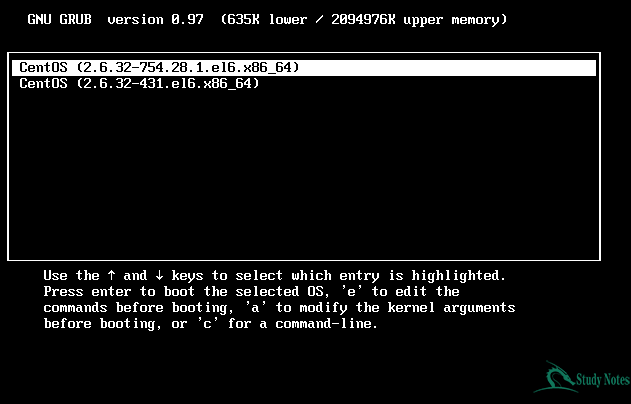 GNU GRUB  version 0.97  (635K lower / 2094976K upper memory)
CentOS (2.6.32-754.28.1.el6.x86_64)
CentOS (2.6.32-431.el6.x86_64)
Use the ↑ and ↓ keys to select which entry is highlighted.
Press enter to boot the selected OS, 'e' to edit the
commands before booting, 'a' to modify the kernel arguments
before booting, or 'c' for a command-line.
Study Notes